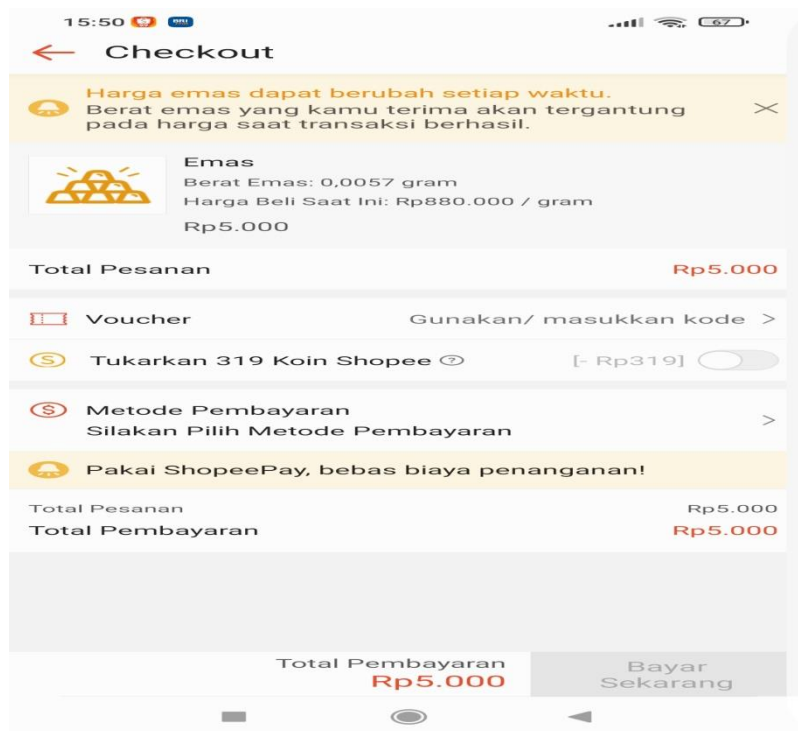 15:50 BRI 67
Checkout
Harga emas dapat berubah setiap waktu.
Berat emas yang kamu terima akan tergantung
pada harga saat transaksi berhasil.
Emas
Berat Emas: 0,0057 gram
Harga Beli Saat Ini: Rp880.000 / gram
Rp5.000
Total Pesanan Rp5.000
Voucher Gunakan/ masukkan kode >
Tukarkan 319 Koin Shopee ? [- Rp319]
Metode Pembayaran
Silakan Pilih Metode Pembayaran >
Pakai ShopeePay, bebas biaya penanganan!
Total Pesanan Rp5.000
Total Pembayaran Rp5.000
Total Pembayaran
Rp5.000
Bayar
Sekarang